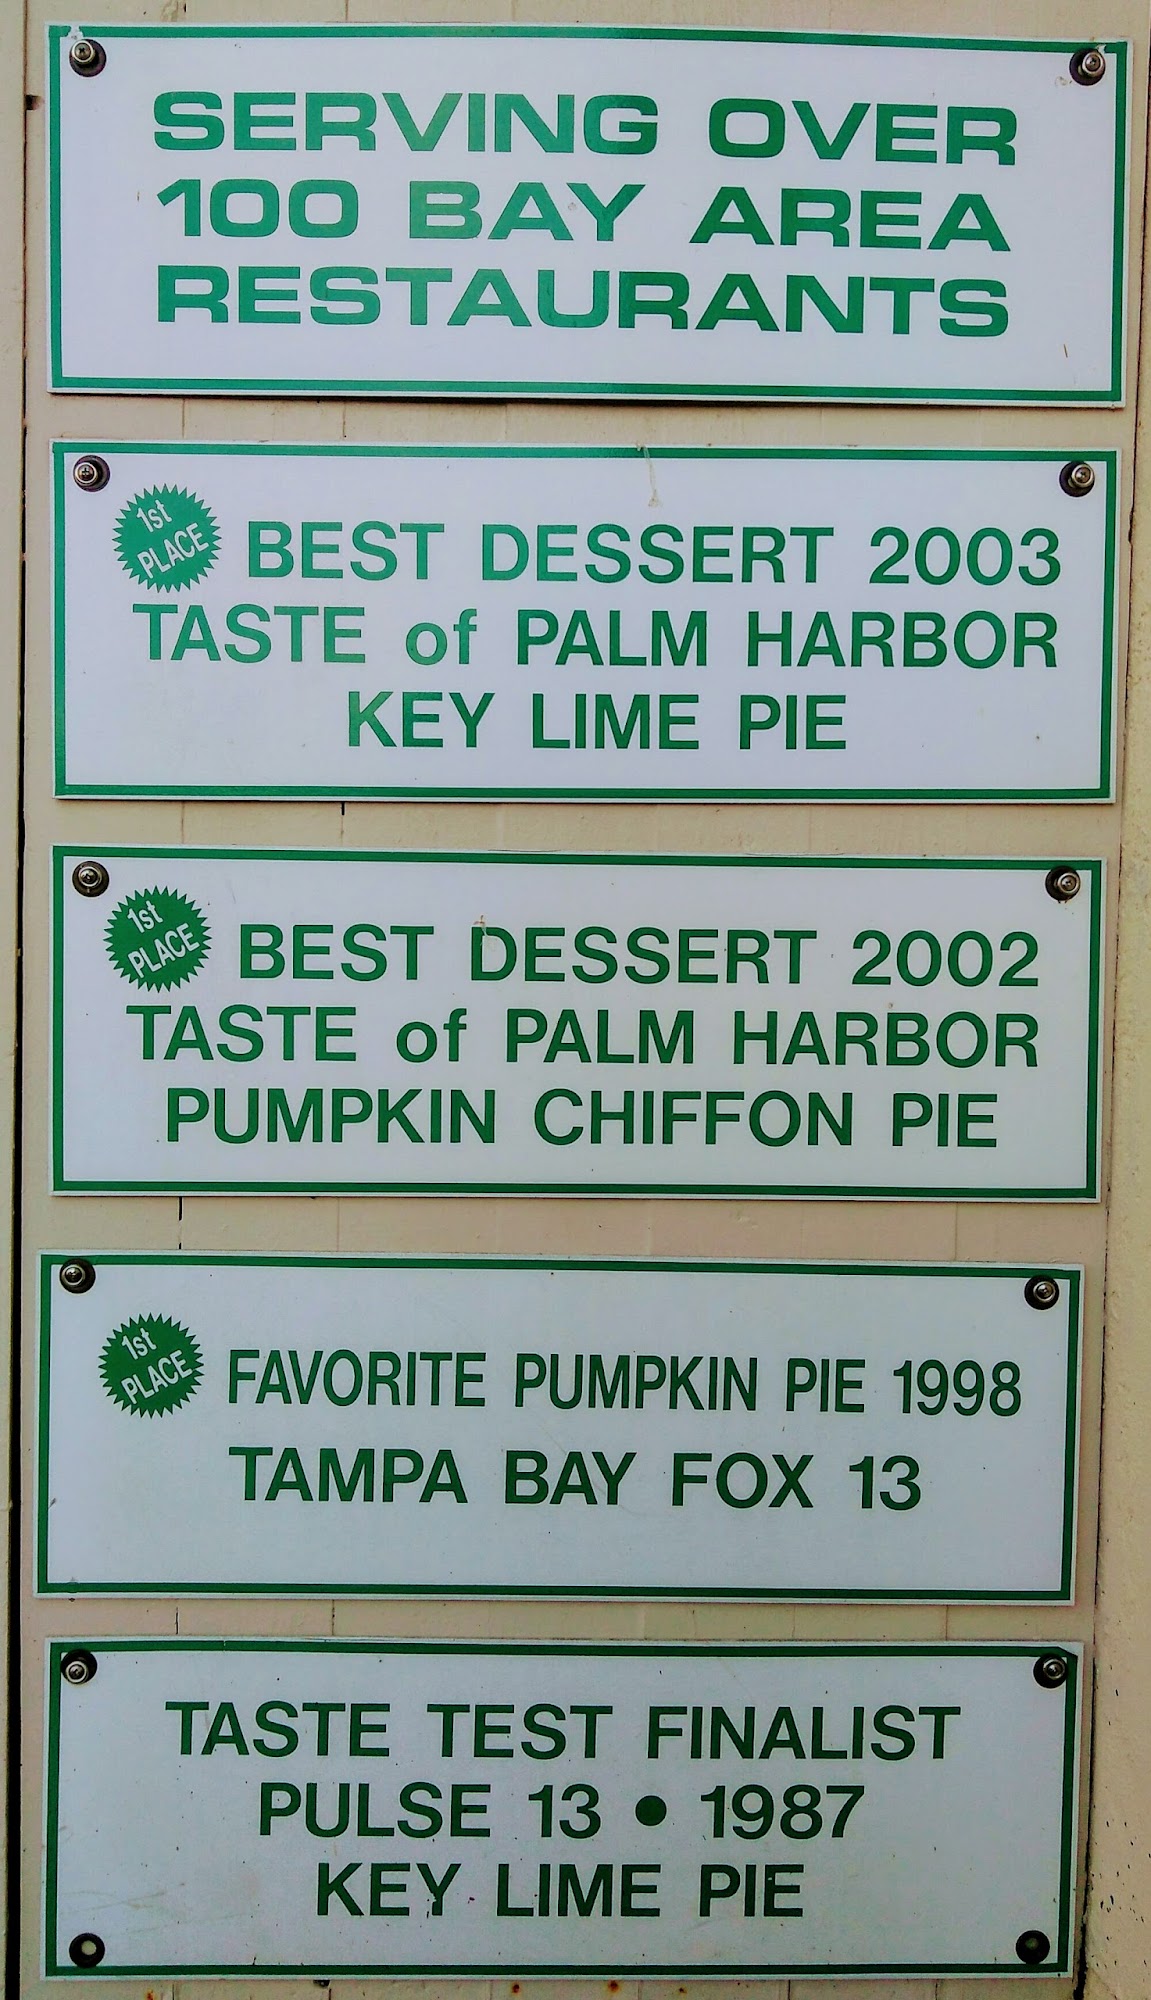 SERVING OVER
100 BAY AREA
RESTAURANTS
1st
PLACE
BEST DESSERT 2003
TASTE of PALM HARBOR
KEY LIME PIE
1st
PLACE
BEST DESSERT 2002
TASTE of PALM HARBOR
PUMPKIN CHIFFON PIE
1st
PLACE
FAVORITE PUMPKIN PIE 1998
TAMPA BAY FOX 13
TASTE TEST FINALIST
PULSE 13 • 1987
KEY LIME PIE